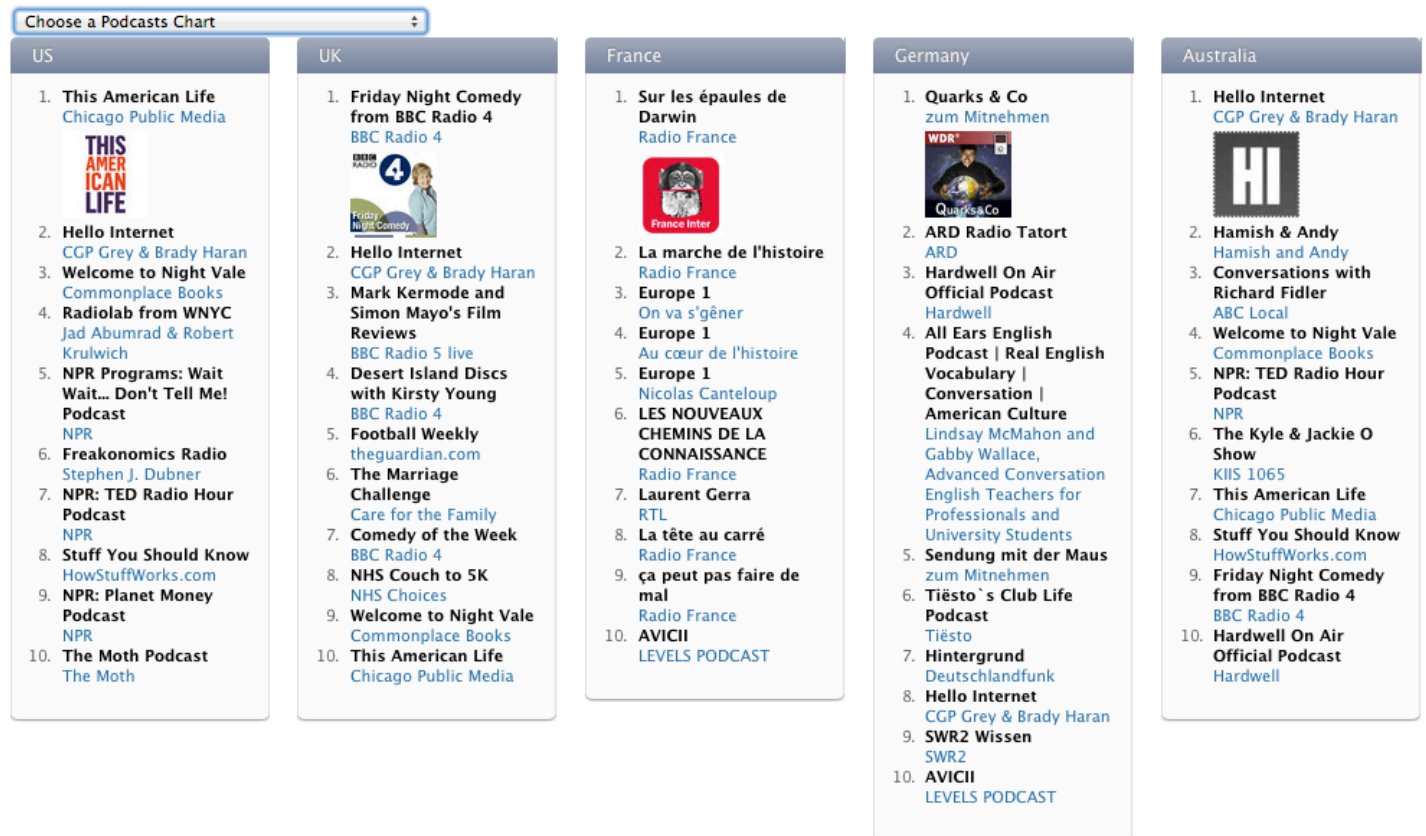 Choose a Podcasts Chart
US
1. This American Life
Chicago Public Media
THIS
AMER
ICAN
LIFE
2. Hello Internet
CGP Grey & Brady Haran
3. Welcome to Night Vale
Commonplace Books
4. Radiolab from WNYC
Jad Abumrad & Robert
Krulwich
5. NPR Programs: Wait
Wait... Don't Tell Me!
Podcast
NPR
6. Freakonomics Radio
Stephen J. Dubner
7. NPR: TED Radio Hour
Podcast
NPR
8. Stuff You Should Know
HowStuffWorks.com
9. NPR: Planet Money
Podcast
NPR
10. The Moth Podcast
The Moth
UK
1. Friday Night Comedy
from BBC Radio 4
BBC Radio 4
BBC
RADIO 4
Friday
Night Comedy
2. Hello Internet
CGP Grey & Brady Haran
3. Mark Kermode and
Simon Mayo's Film
Reviews
BBC Radio 5 live
4. Desert Island Discs
with Kirsty Young
BBC Radio 4
5. Football Weekly
theguardian.com
6. The Marriage
Challenge
Care for the Family
7. Comedy of the Week
BBC Radio 4
8. NHS Couch to 5K
NHS Choices
9. Welcome to Night Vale
Commonplace Books
10. This American Life
Chicago Public Media
France
1. Sur les épaules de
Darwin
Radio France
France Inter
2. La marche de l'histoire
Radio France
3. Europe 1
On va s'gêner
4. Europe 1
Au cœur de l'histoire
5. Europe 1
Nicolas Canteloup
6. LES NOUVEAUX
CHEMINS DE LA
CONNAISSANCE
Radio France
7. Laurent Gerra
RTL
8. La tête au carré
Radio France
9. ça peut pas faire de
mal
Radio France
10. AVICII
LEVELS PODCAST
Germany
1. Quarks & Co
zum Mitnehmen
WDR
Quarks&Co
2. ARD Radio Tatort
ARD
3. Hardwell On Air
Official Podcast
Hardwell
4. All Ears English
Podcast | Real English
Vocabulary |
Conversation |
American Culture
Lindsay McMahon and
Gabby Wallace,
Advanced Conversation
English Teachers for
Professionals and
University Students
5. Sendung mit der Maus
zum Mitnehmen
6. Tiësto`s Club Life
Podcast
Tiësto
7. Hintergrund
Deutschlandfunk
8. Hello Internet
CGP Grey & Brady Haran
9. SWR2 Wissen
SWR2
10. AVICII
LEVELS PODCAST
Australia
1. Hello Internet
CGP Grey & Brady Haran
HI
2. Hamish & Andy
Hamish and Andy
3. Conversations with
Richard Fidler
ABC Local
4. Welcome to Night Vale
Commonplace Books
5. NPR: TED Radio Hour
Podcast
NPR
6. The Kyle & Jackie O
Show
KIIS 1065
7. This American Life
Chicago Public Media
8. Stuff You Should Know
HowStuffWorks.com
9. Friday Night Comedy
from BBC Radio 4
BBC Radio 4
10. Hardwell On Air
Official Podcast
Hardwell